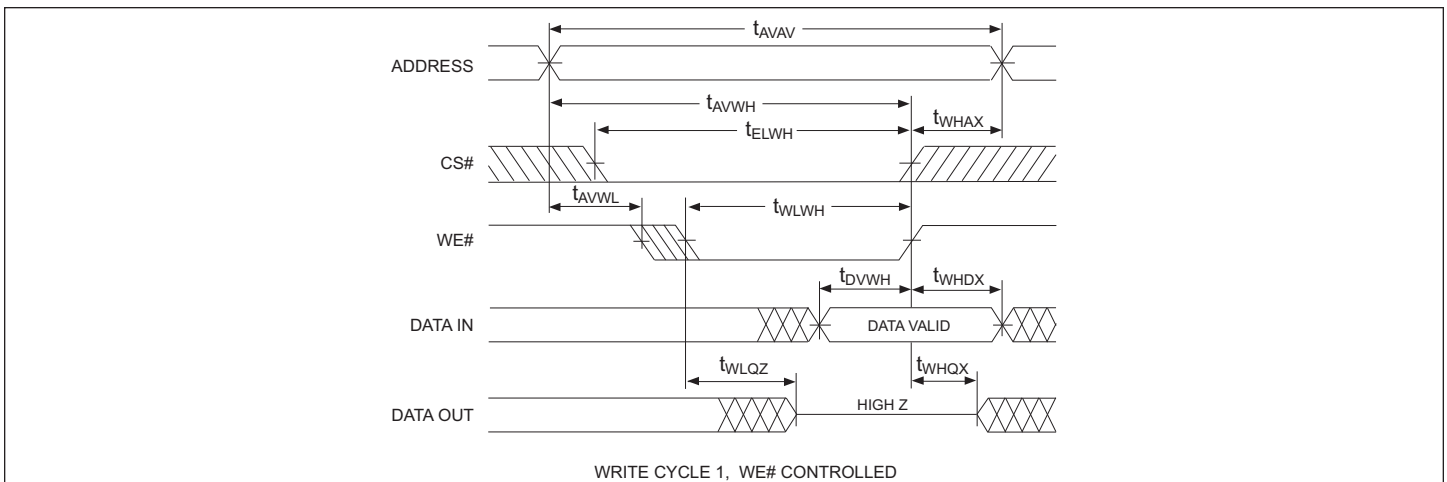 tAVAV
ADDRESS
tAVWH
tELWH
tWHAX
CS#
tAVWL
tWLWH
WE#
tDVWH
tWHDX
DATA IN
DATA VALID
tWLQZ
tWHQX
DATA OUT
HIGH Z
WRITE CYCLE 1, WE# CONTROLLED